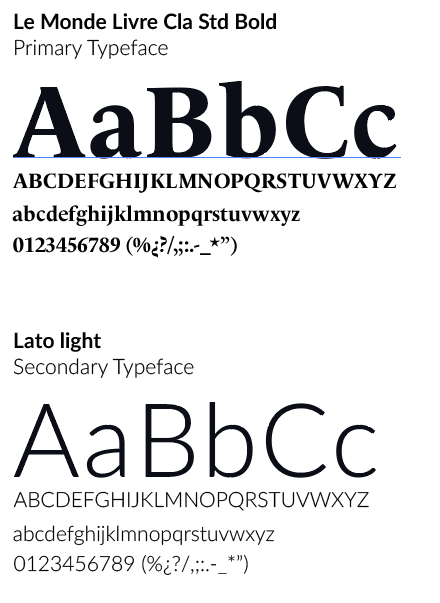 Le Monde Livre Cla Std Bold
Primary Typeface
AaBbCc
ABCDEFGHIJKLMNOPQRSTUVWXYZ
abcdefghijklmnopqrstuvwxyz
0123456789 (%¿?/,;:.-_*”)
Lato light
Secondary Typeface
AaBbCc
ABCDEFGHIJKLMNOPQRSTUVWXYZ
abcdefghijklmnopqrstuvwxyz
0123456789 (%¿?/,;:.-_*”)